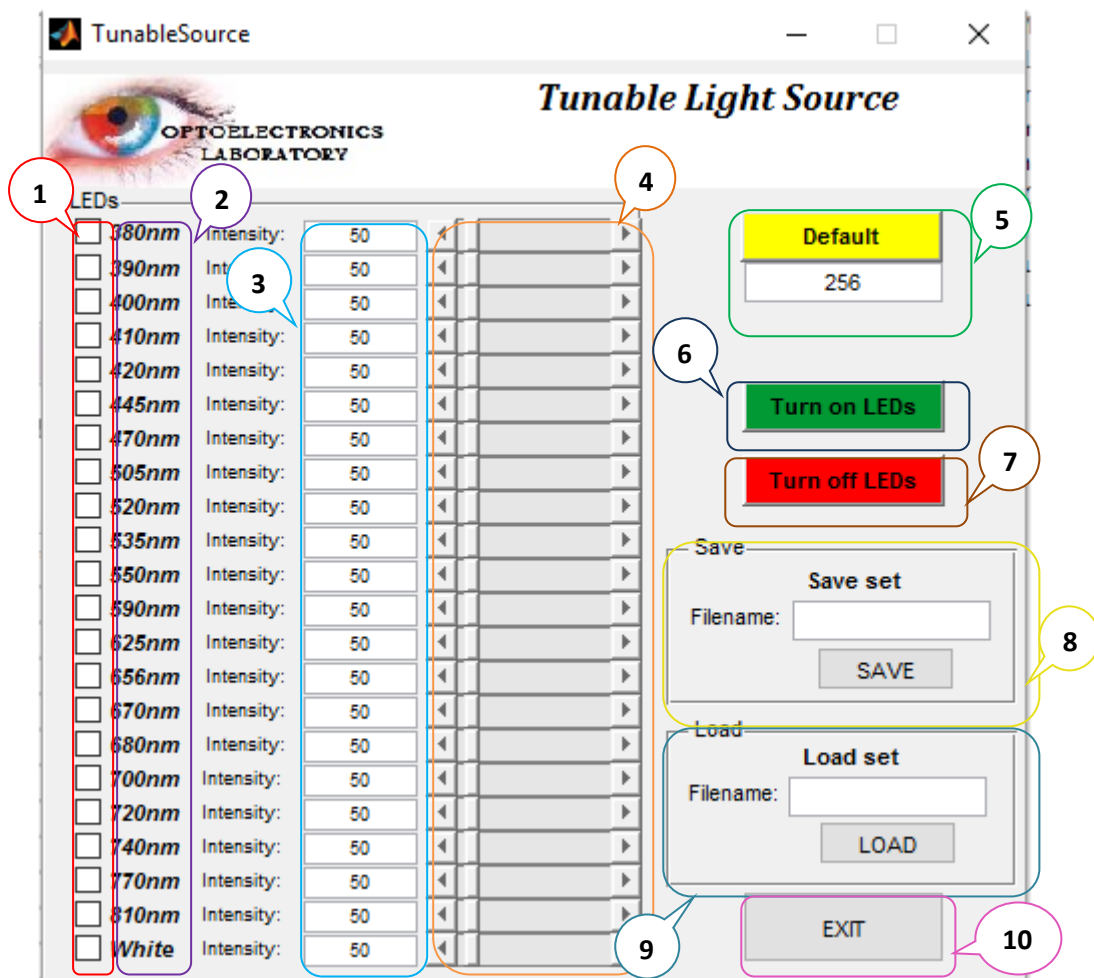 TunableSource
Tunable Light Source
OPTOELECTRONICS
LABORATORY
1
2
3
4
5
6
7
8
9
10
LEDs
380nm Intensity: 50
390nm Int 50
400nm Inte 50
410nm Intensity: 50
420nm Intensity: 50
445nm Intensity: 50
470nm Intensity: 50
505nm Intensity: 50
520nm Intensity: 50
535nm Intensity: 50
550nm Intensity: 50
590nm Intensity: 50
625nm Intensity: 50
656nm Intensity: 50
670nm Intensity: 50
680nm Intensity: 50
700nm Intensity: 50
720nm Intensity: 50
740nm Intensity: 50
770nm Intensity: 50
810nm Intensity: 50
White Intensity: 50
Default
256
Turn on LEDs
Turn off LEDs
Save
Save set
Filename:
SAVE
Load
Load set
Filename:
LOAD
EXIT